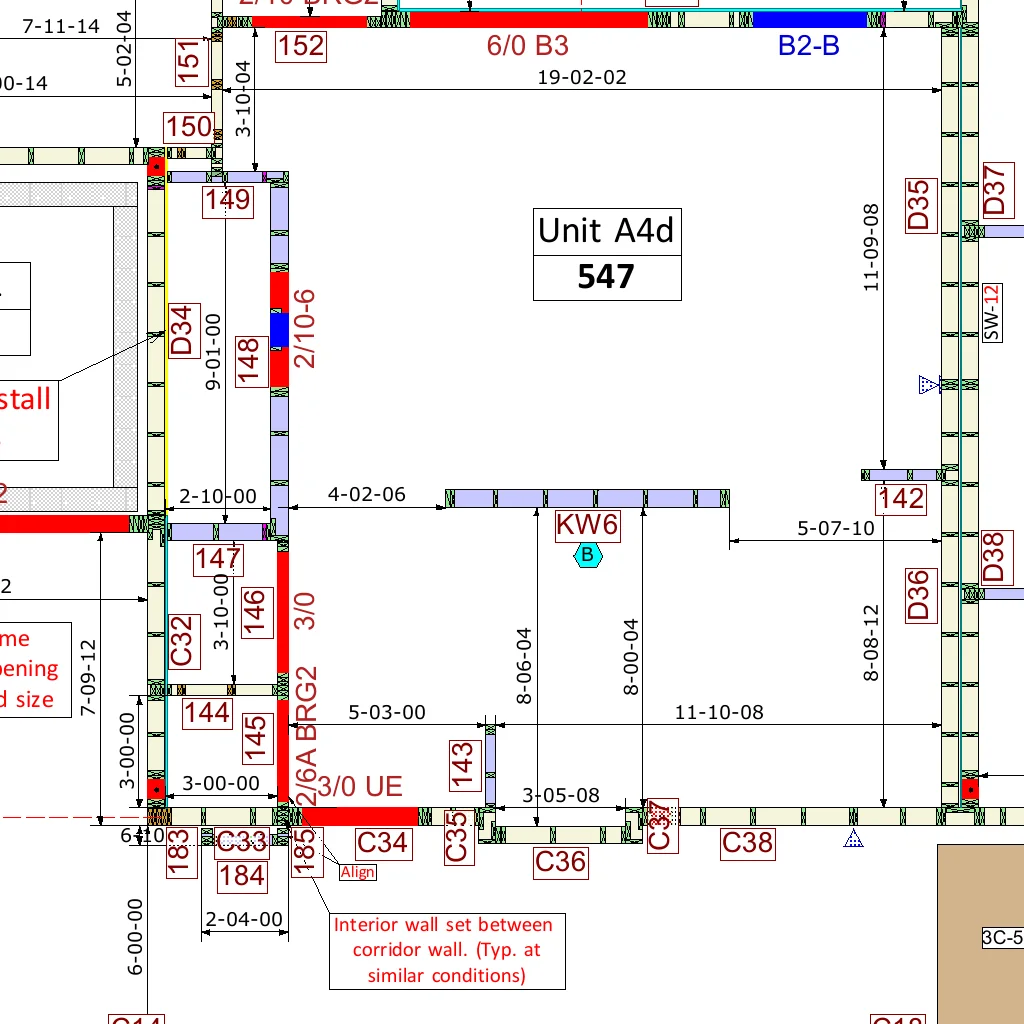 2/10 BRG2
7-11-14
5-02-04
151
152
6/0 B3
B2-B
19-02-02
00-14
3-10-04
150
149
D35
D37
11-09-08
Unit A4d
547
SW-12
D34
9-01-00
148
2/10-6
stall
2
2-10-00
4-02-06
142
KW6
B
5-07-10
147
D38
2
C32
3-10-00
146
3/0
D36
me
pening
d size
7-09-12
8-06-04
8-00-04
8-08-12
144
145
2/6A BRG2
5-03-00
11-10-08
3-00-00
143
3-00-00
3/0 UE
3-05-08
6-10
183
C33
185
C34
C35
C36
C37
C38
184
Align
2-04-00
6-00-00
Interior wall set between
corridor wall. (Typ. at
similar conditions)
3C-5